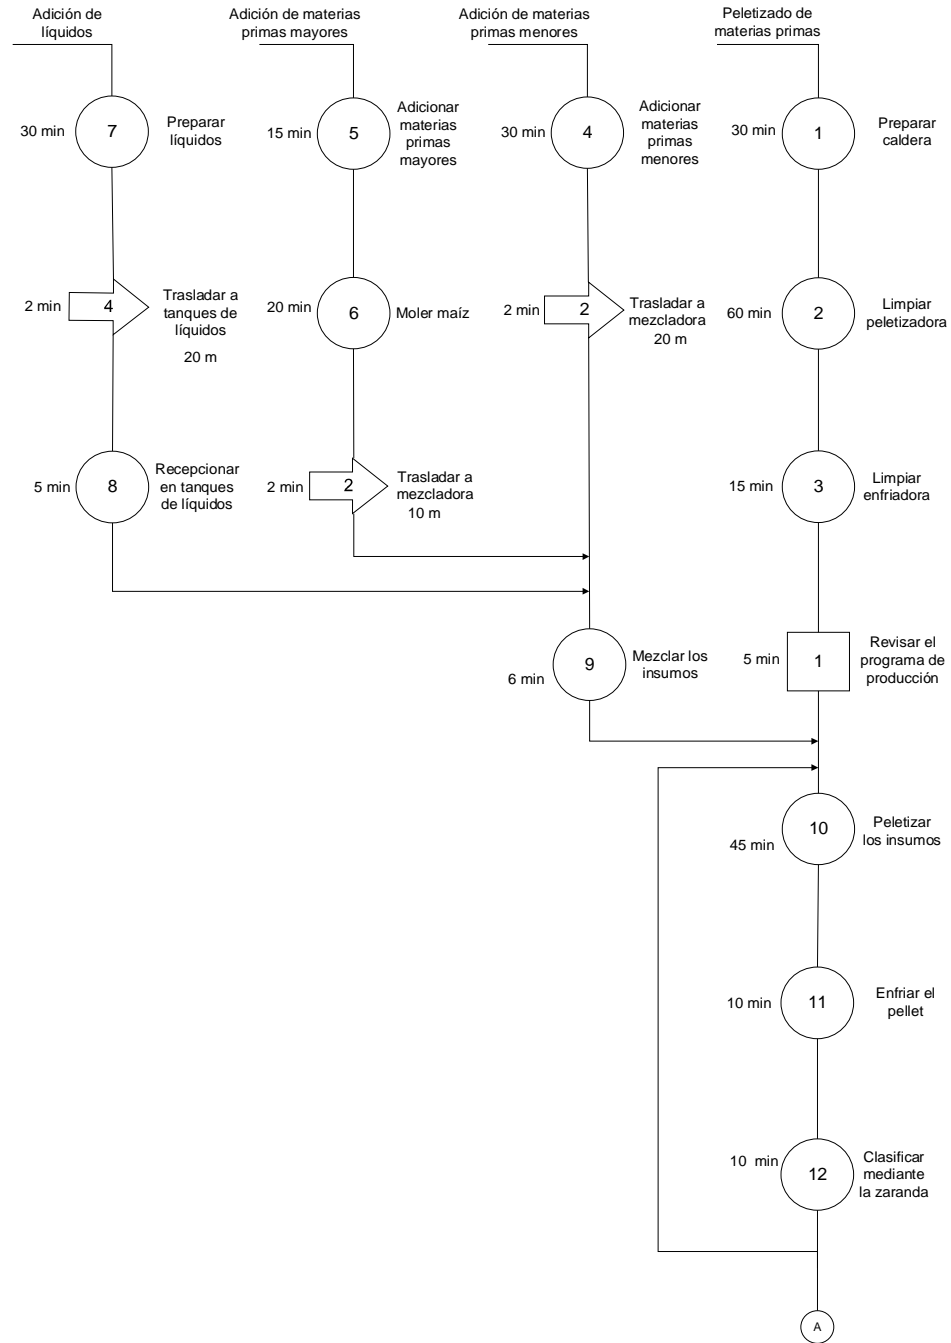 Adición de
líquidos
Adición de materias
primas mayores
Adición de materias
primas menores
Peletizado de
materias primas
30 min
7
Preparar
líquidos
15 min
5
Adicionar
materias
primas
mayores
30 min
4
Adicionar
materias
primas
menores
30 min
1
Preparar
caldera
2 min
4
Trasladar a
tanques de
líquidos
20 m
20 min
6
Moler maíz
2 min
2
Trasladar a
mezcladora
20 m
60 min
2
Limpiar
peletizadora
5 min
8
Recepcionar
en tanques
de líquidos
2 min
2
Trasladar a
mezcladora
10 m
15 min
3
Limpiar
enfriadora
6 min
9
Mezclar los
insumos
5 min
1
Revisar el
programa de
producción
45 min
10
Peletizar
los insumos
10 min
11
Enfriar el
pellet
10 min
12
Clasificar
mediante
la zaranda
A